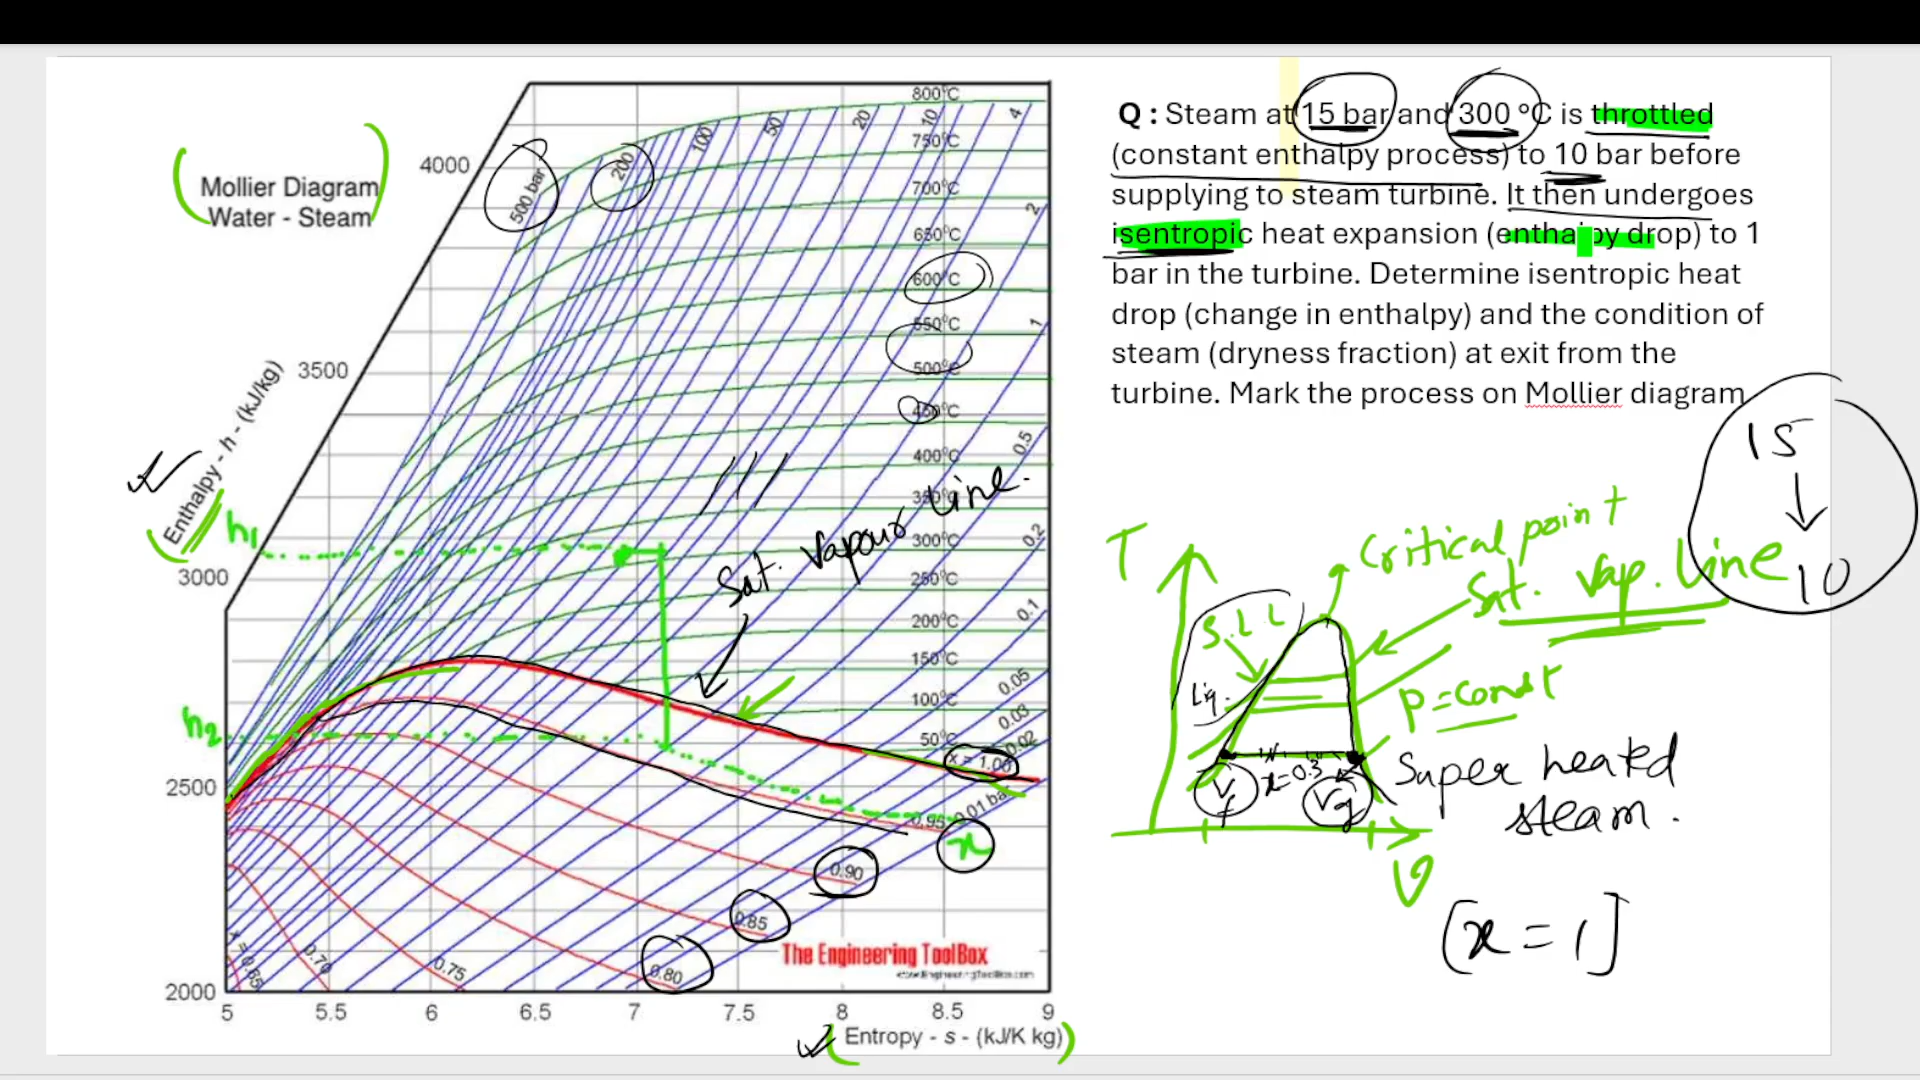 Mollier Diagram
Water - Steam
Enthalpy - h - (kJ/kg)
4000
3500
3000
2500
2000
h1
h2
500 bar
200
100
50
20
10
4
2
1
0.5
0.2
0.1
0.05
0.03
0.02
0.01 bar
800°C
750°C
700°C
650°C
600°C
550°C
500°C
450°C
400°C
350°C
300°C
250°C
200°C
150°C
100°C
50°C
Sat. Vapour Line.
x = 1.00
0.95
x
0.90
0.85
0.80
0.75
0.70
x = 0.65
The Engineering ToolBox
www.EngineeringToolBox.com
5 5.5 6 6.5 7 7.5 8 8.5 9
Entropy - s - (kJ/K kg)
Q : Steam at 15 bar and 300 °C is throttled
(constant enthalpy process) to 10 bar before
supplying to steam turbine. It then undergoes
isentropic heat expansion (enthalpy drop) to 1
bar in the turbine. Determine isentropic heat
drop (change in enthalpy) and the condition of
steam (dryness fraction) at exit from the
turbine. Mark the process on Mollier diagram
15
10
T
Critical point
Sat. Vap. Line
S.L L
Liq.
P=const
x=0.3
Vf
Vg
Super heated
steam.
v
[x = 1]